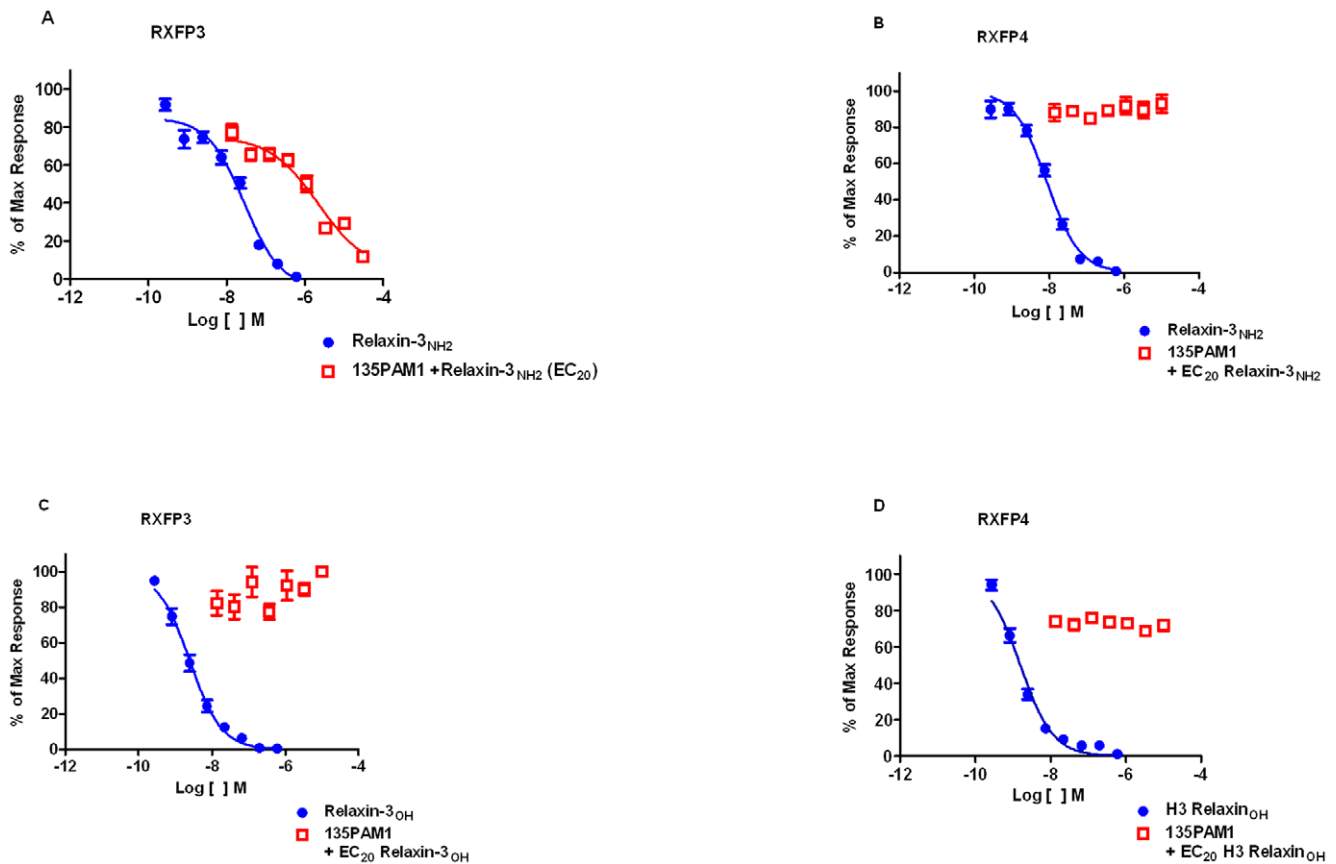 A
RXFP3
% of Max Response
100
80
60
40
20
0
-12
-10
-8
-6
-4
Log [ ] M
Relaxin-3NH2
135PAM1 +Relaxin-3NH2 (EC20)
B
RXFP4
% of Max Response
100
80
60
40
20
0
-12
-10
-8
-6
-4
Log [ ] M
Relaxin-3NH2
135PAM1
+ EC20 Relaxin-3NH2
C
RXFP3
% of Max Response
100
80
60
40
20
0
-12
-10
-8
-6
-4
Log [ ] M
Relaxin-3OH
135PAM1
+ EC20 Relaxin-3OH
D
RXFP4
% of Max Response
100
80
60
40
20
0
-12
-10
-8
-6
-4
Log [ ] M
H3 RelaxinOH
135PAM1
+ EC20 H3 RelaxinOH